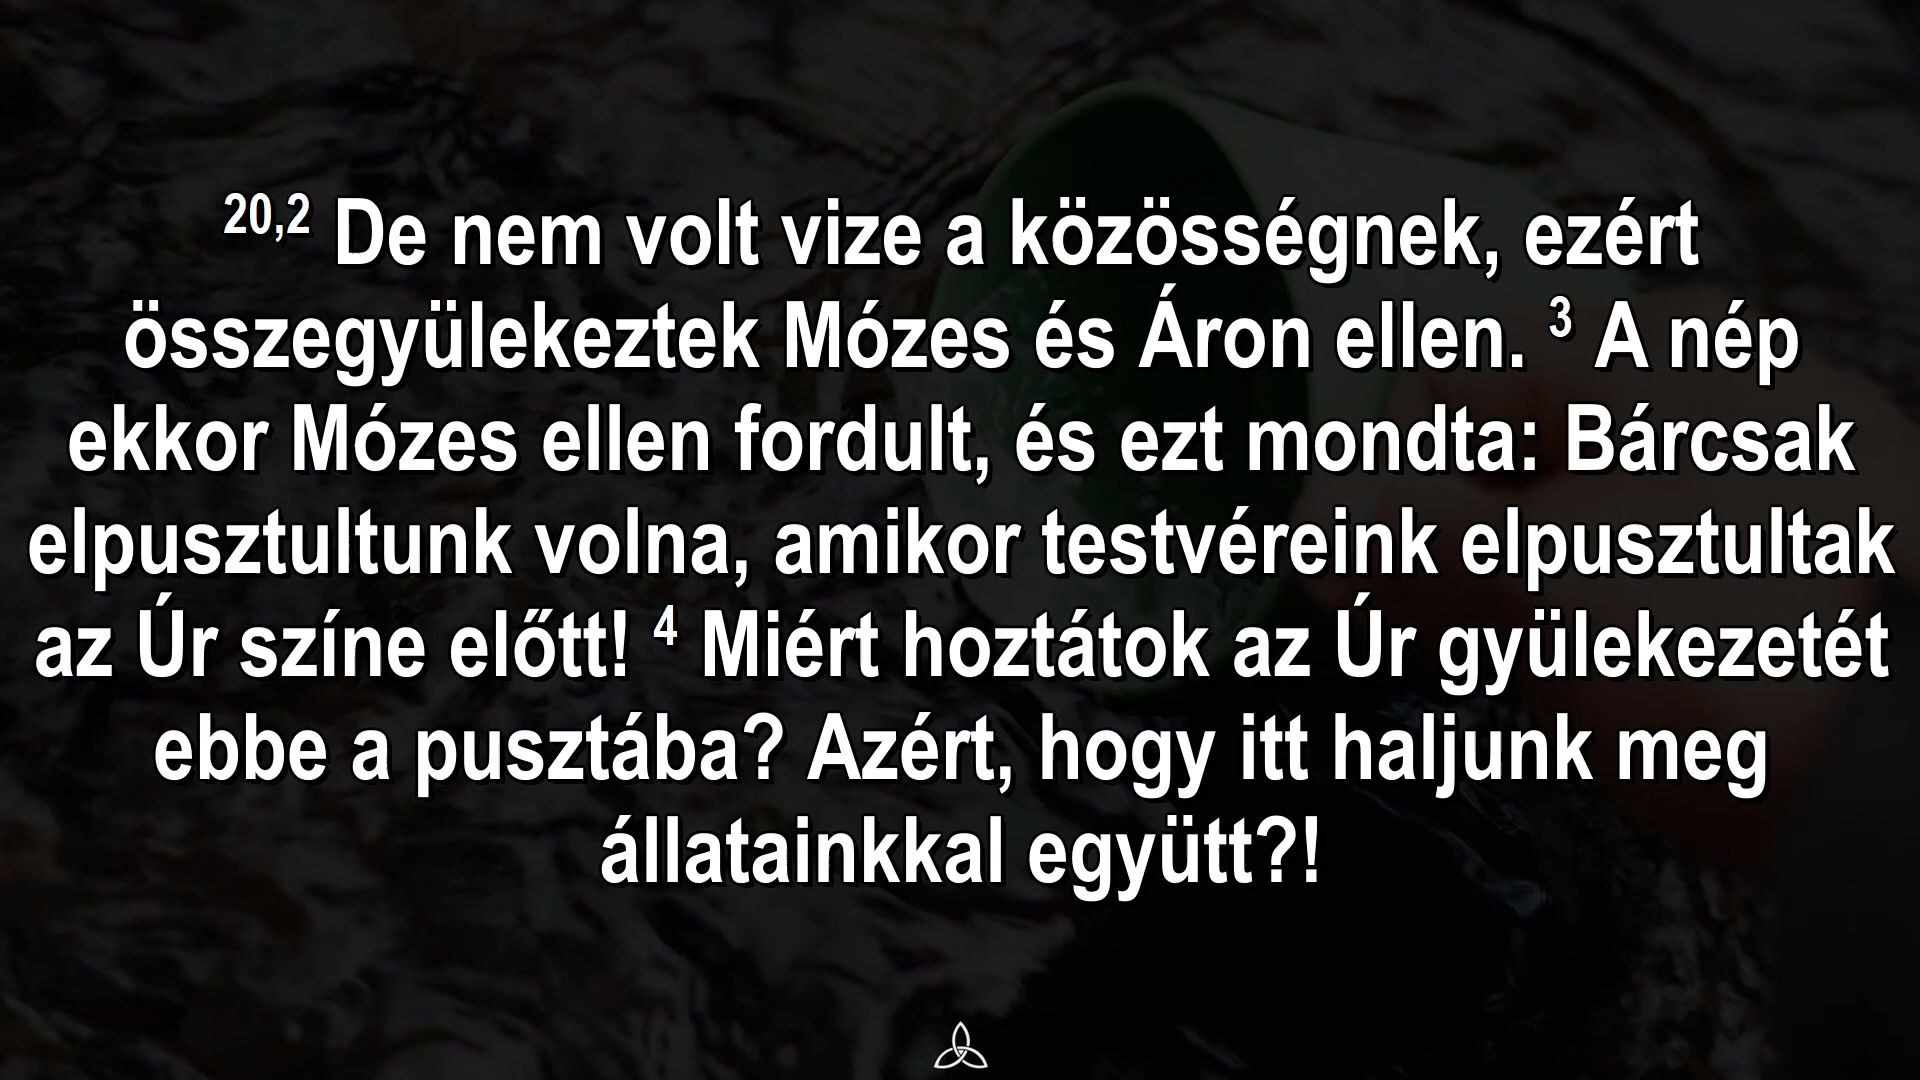 20,2 De nem volt vize a közösségnek, ezért
összegyülekeztek Mózes és Áron ellen. 3 A nép
ekkor Mózes ellen fordult, és ezt mondta: Bárcsak
elpusztultunk volna, amikor testvéreink elpusztultak
az Úr színe előtt! 4 Miért hoztátok az Úr gyülekezetét
ebbe a pusztába? Azért, hogy itt haljunk meg
állatainkkal együtt?!